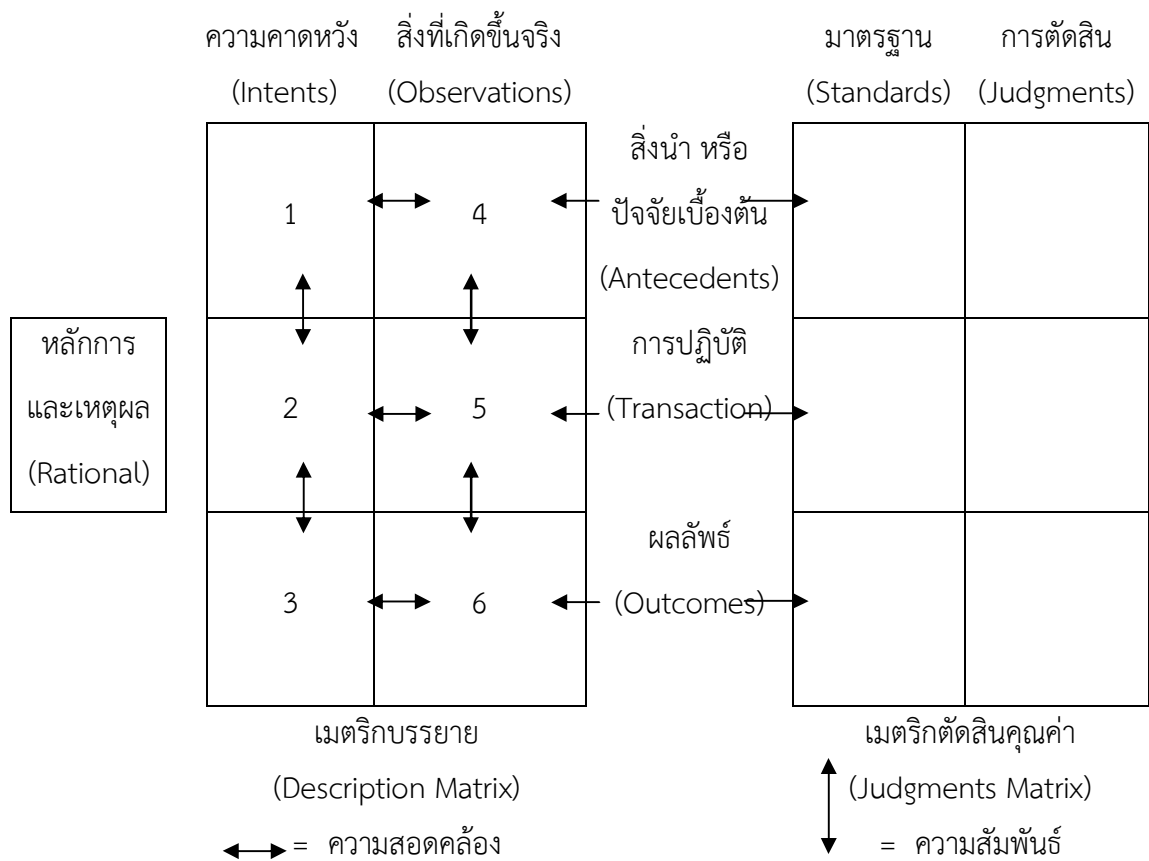 ความคาดหวัง สิ่งที่เกิดขึ้นจริง มาตรฐาน การตัดสิน
(Intents) (Observations) (Standards) (Judgments)
สิ่งนำ หรือ
1 4 ปัจจัยเบื้องต้น
(Antecedents)
หลักการ การปฏิบัติ
และเหตุผล 2 5 (Transaction)
(Rational)
ผลลัพธ์
3 6 (Outcomes)
เมตริกบรรยาย เมตริกตัดสินคุณค่า
(Description Matrix) (Judgments Matrix)
= ความสอดคล้อง = ความสัมพันธ์